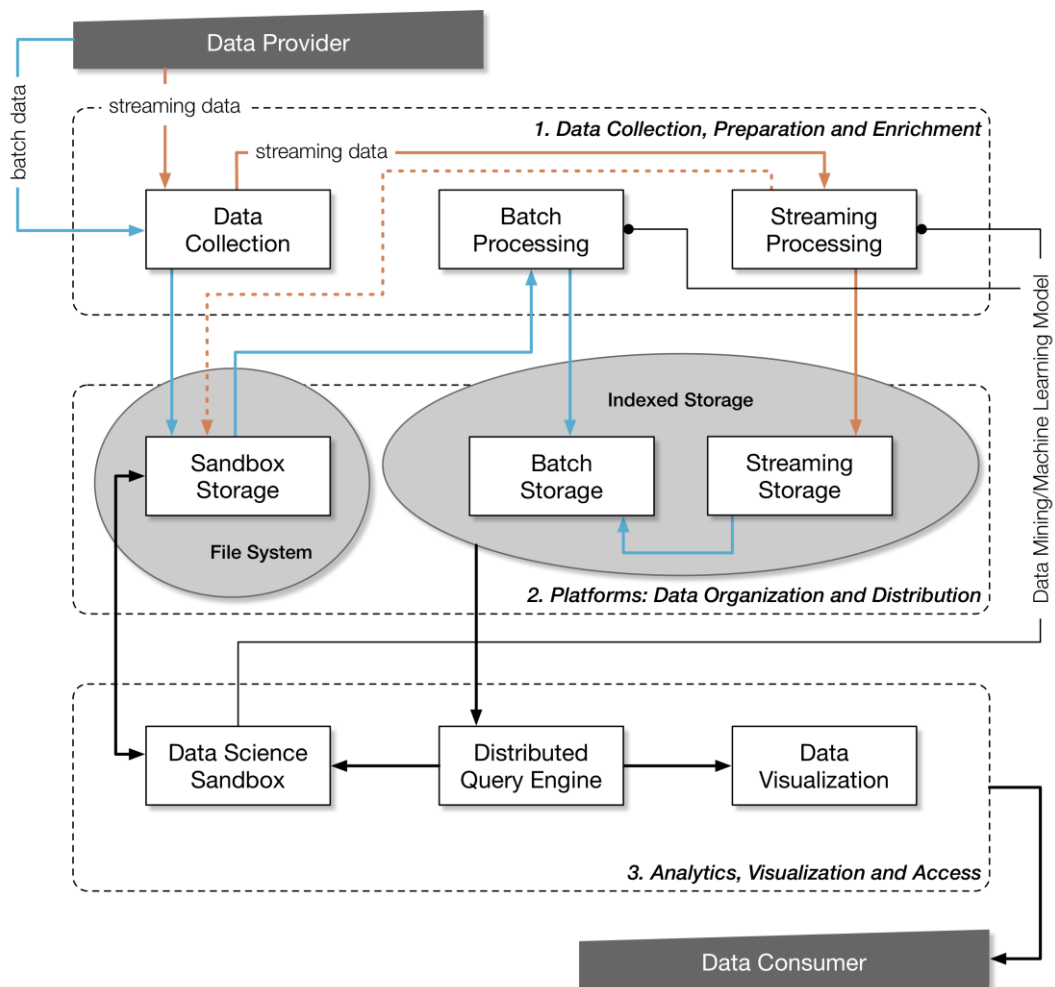 Data Provider
batch data
streaming data
1. Data Collection, Preparation and Enrichment
streaming data
Data
Collection
Batch
Processing
Streaming
Processing
Data Mining/Machine Learning Model
Indexed Storage
Sandbox
Storage
Batch
Storage
Streaming
Storage
File System
2. Platforms: Data Organization and Distribution
Data Science
Sandbox
Distributed
Query Engine
Data
Visualization
3. Analytics, Visualization and Access
Data Consumer